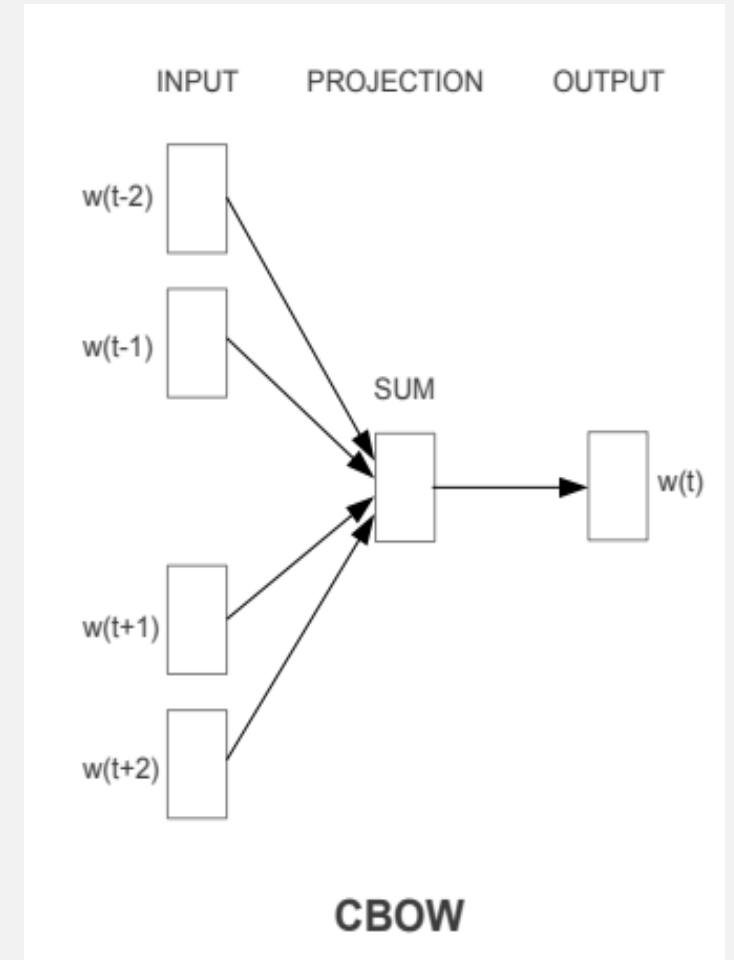 INPUT PROJECTION OUTPUT
w(t-2)
w(t-1)
SUM
w(t)
w(t+1)
w(t+2)
CBOW